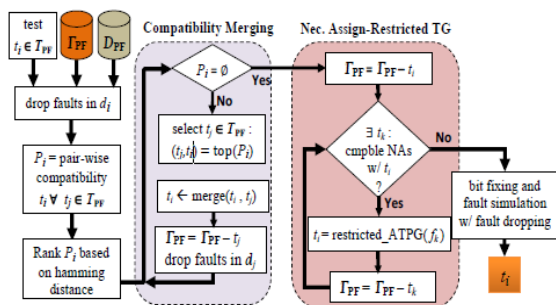 Compatibility Merging
Nec. Assign-Restricted TG
test
tᵢ ∈ T_PF
Γ_PF
D_PF
drop faults in dᵢ
Pᵢ = pair-wise
compatibility
tᵢ ∀ tⱼ ∈ T_PF
Rank Pᵢ based
on hamming
distance
Pᵢ = ∅
Yes
No
select tⱼ ∈ T_PF :
(tⱼ,tᵢ) = top(Pᵢ)
tᵢ ← merge(tᵢ , tⱼ)
Γ_PF = Γ_PF − tⱼ
drop faults in dⱼ
Γ_PF = Γ_PF − tᵢ
∃ tₖ :
cmpble NAs
w/ tᵢ
?
No
Yes
tᵢ = restricted_ATPG(fₖ)
Γ_PF = Γ_PF − tₖ
bit fixing and
fault simulation
w/ fault dropping
tᵢ